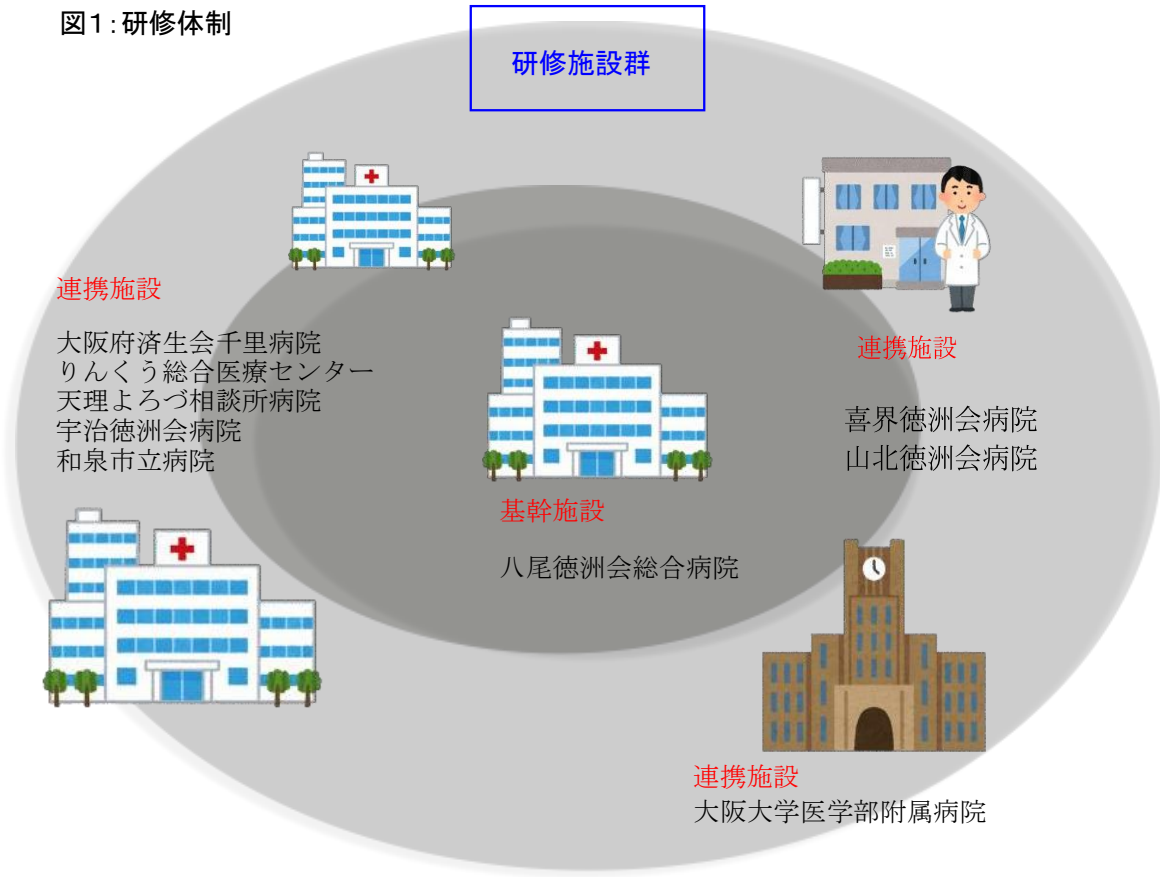 図1:研修体制
研修施設群
連携施設
大阪府済生会千里病院
りんくう総合医療センター
天理よろづ相談所病院
宇治徳洲会病院
和泉市立病院
基幹施設
八尾徳洲会総合病院
連携施設
喜界徳洲会病院
山北徳洲会病院
連携施設
大阪大学医学部附属病院